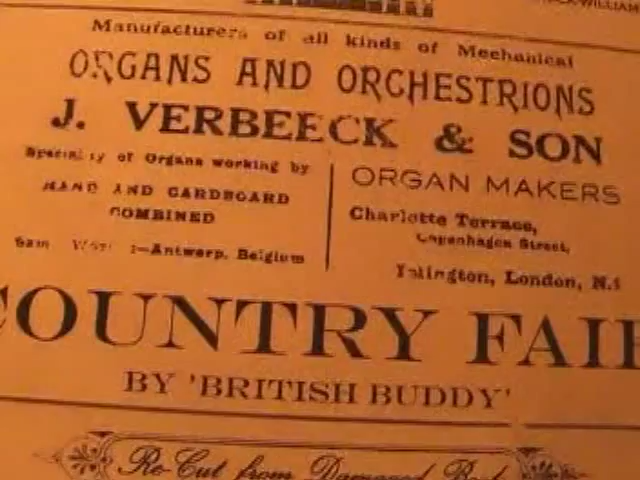 Manufacturers of all kinds of Mechanical
ORGANS AND ORCHESTRIONS
J. VERBEECK & SON
Speciality of Organs working by
HAND AND CARDBOARD
COMBINED
Antwerp, Belgium
ORGAN MAKERS
Charlotte Terrace,
Copenhagen Street,
Islington, London, N.1
COUNTRY FAIR
BY 'BRITISH BUDDY'
Re-Cut from Damaged